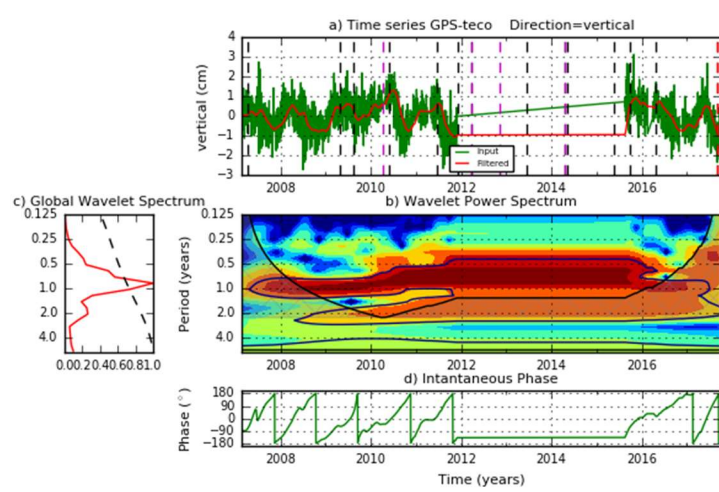 a) Time series GPS-teco Direction=vertical
4
3
2
1
0
−1
−2
−3
vertical (cm)
Input
Filtered
2008 2010 2012 2014 2016
c) Global Wavelet Spectrum
0.125
0.25
0.5
1.0
2.0
4.0
0.00.20.40.60.81.0
b) Wavelet Power Spectrum
0.125
0.25
0.5
1.0
2.0
4.0
Period (years)
2008 2010 2012 2014 2016
d) Intantaneous Phase
180
90
0
−90
−180
Phase (°)
2008 2010 2012 2014 2016
Time (years)